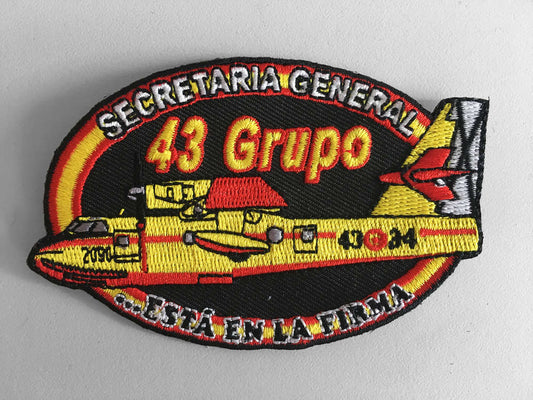 SECRETARIA GENERAL
43 Grupo
2090
43 34
...ESTÁ EN LA FIRMA